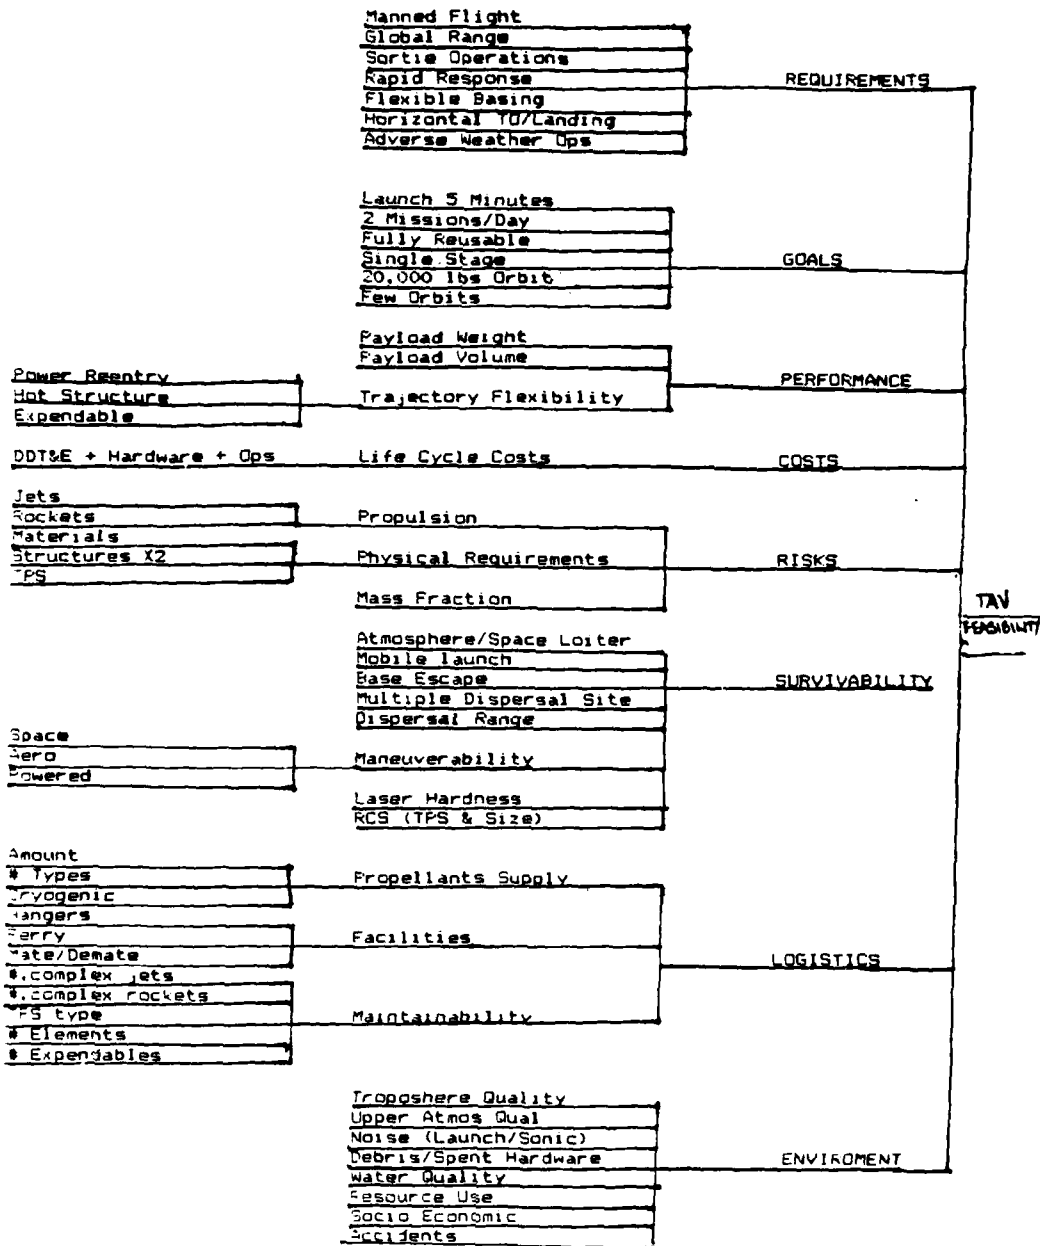 Manned Flight
Global Range
Sortie Operations
Rapid Response
REQUIREMENTS
Flexible Basing
Horizontal TO/Landing
Adverse Weather Ops
Launch 5 Minutes
2 Missions/Day
Fully Reusable
Single Stage
GOALS
20,000 lbs Orbit
Few Orbits
Payload Weight
Payload Volume
Power Reentry
PERFORMANCE
Hot Structure
Trajectory Flexibility
Expendable
DDT&E + Hardware + Ops
Life Cycle Costs
COSTS
Jets
Rockets
Propulsion
Materials
Structures X2
Physical Requirements
RISKS
TPS
Mass Fraction
TAV
FEASIBILITY
Atmosphere/Space Loiter
Mobile launch
Base Escape
SURVIVABILITY
Multiple Dispersal Site
Dispersal Range
Space
Aero
Maneuverability
Powered
Laser Hardness
RCS (TPS & Size)
Amount
# Types
Propellants Supply
Cryogenic
Hangers
Ferry
Facilities
Mate/Demate
LOGISTICS
#,complex jets
#,complex rockets
TPS type
Maintainability
# Elements
# Expendables
Troposhere Quality
Upper Atmos Qual
Noise (Launch/Sonic)
Debris/Spent Hardware
ENVIROMENT
Water Quality
Resource Use
Socio Economic
Accidents